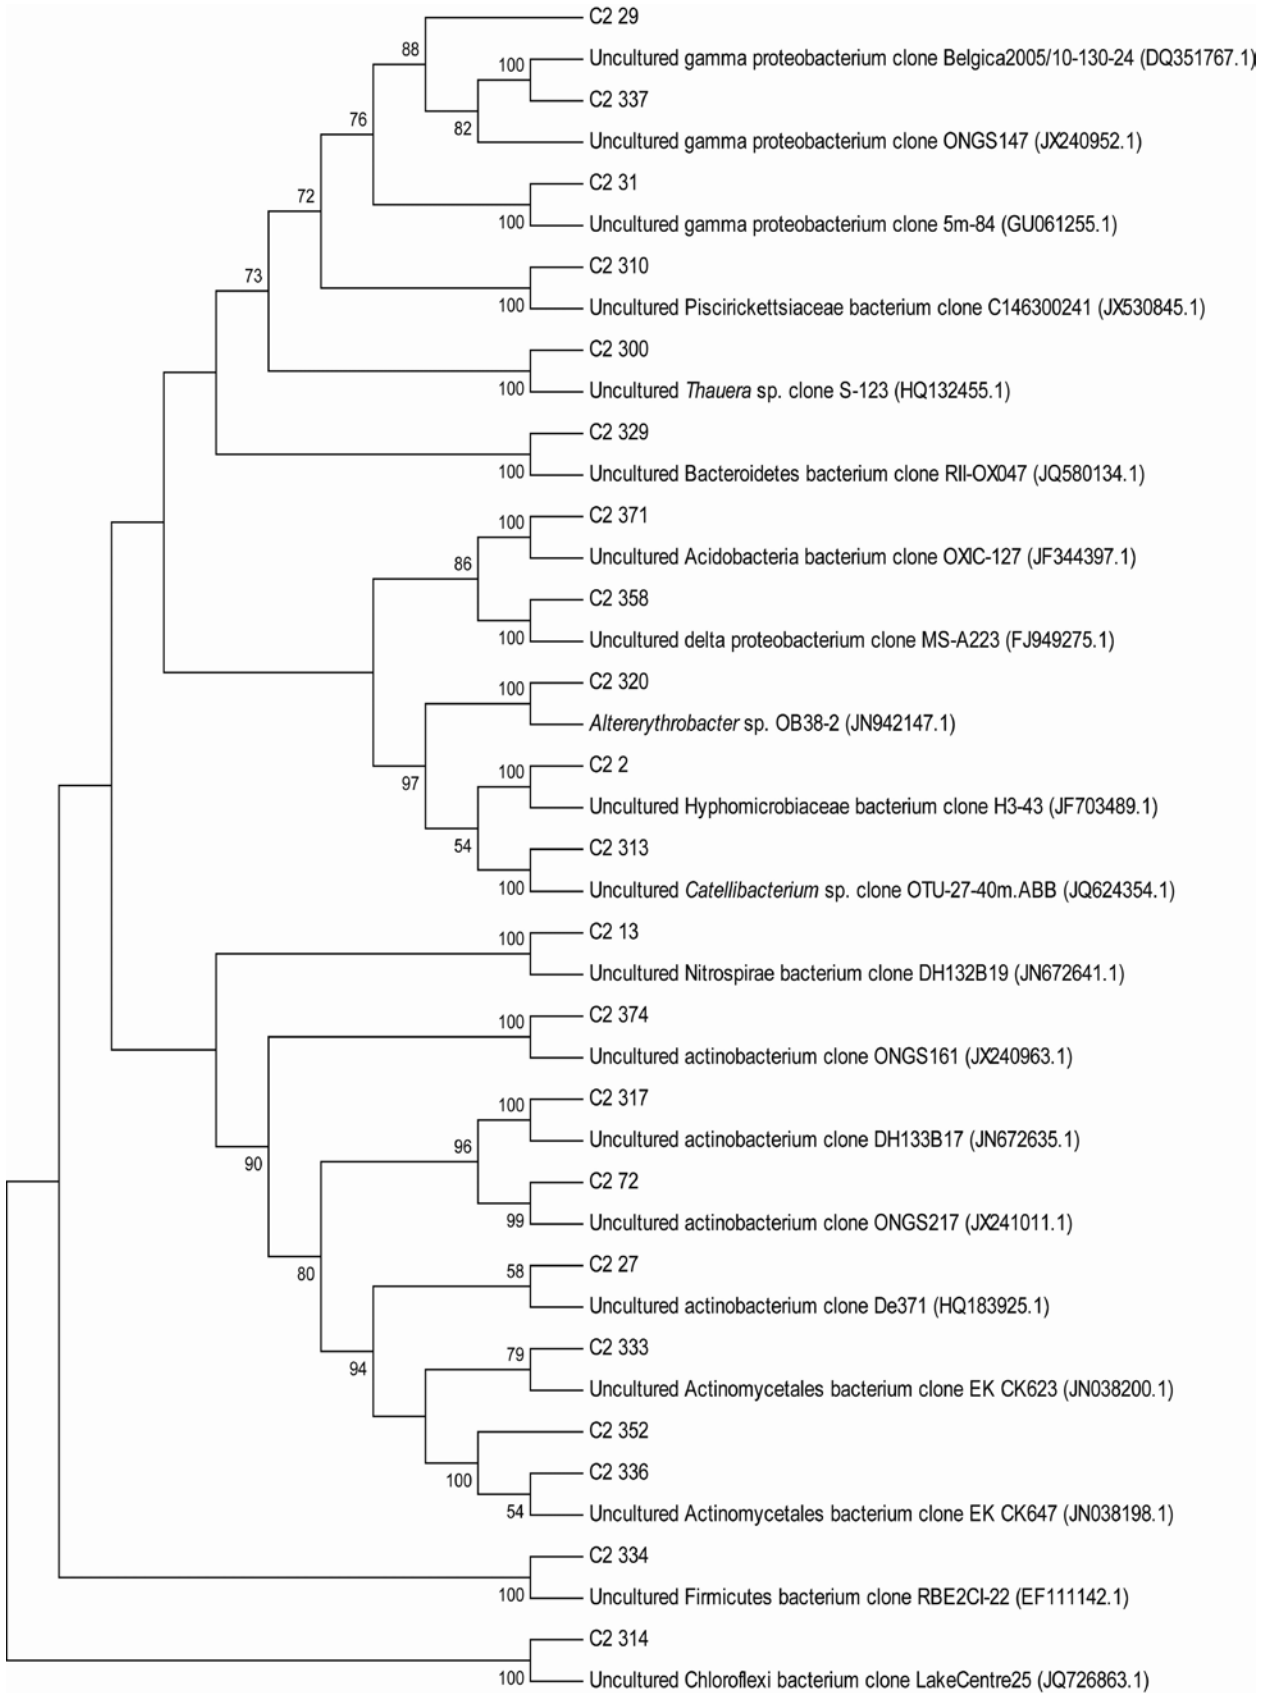 C2 29
88
Uncultured gamma proteobacterium clone Belgica2005/10-130-24 (DQ351767.1)
100
C2 337
76
82
Uncultured gamma proteobacterium clone ONGS147 (JX240952.1)
C2 31
72
100
Uncultured gamma proteobacterium clone 5m-84 (GU061255.1)
C2 310
73
100
Uncultured Piscirickettsiaceae bacterium clone C146300241 (JX530845.1)
C2 300
100
Uncultured Thauera sp. clone S-123 (HQ132455.1)
C2 329
100
Uncultured Bacteroidetes bacterium clone RII-OX047 (JQ580134.1)
C2 371
100
Uncultured Acidobacteria bacterium clone OXIC-127 (JF344397.1)
86
C2 358
100
Uncultured delta proteobacterium clone MS-A223 (FJ949275.1)
C2 320
100
Altererythrobacter sp. OB38-2 (JN942147.1)
C2 2
100
97
Uncultured Hyphomicrobiaceae bacterium clone H3-43 (JF703489.1)
54
C2 313
100
Uncultured Catellibacterium sp. clone OTU-27-40m.ABB (JQ624354.1)
C2 13
100
Uncultured Nitrospirae bacterium clone DH132B19 (JN672641.1)
C2 374
100
Uncultured actinobacterium clone ONGS161 (JX240963.1)
C2 317
100
Uncultured actinobacterium clone DH133B17 (JN672635.1)
96
90
C2 72
99
Uncultured actinobacterium clone ONGS217 (JX241011.1)
C2 27
58
80
Uncultured actinobacterium clone De371 (HQ183925.1)
C2 333
79
94
Uncultured Actinomycetales bacterium clone EK CK623 (JN038200.1)
C2 352
C2 336
100
54
Uncultured Actinomycetales bacterium clone EK CK647 (JN038198.1)
C2 334
100
Uncultured Firmicutes bacterium clone RBE2CI-22 (EF111142.1)
C2 314
100
Uncultured Chloroflexi bacterium clone LakeCentre25 (JQ726863.1)